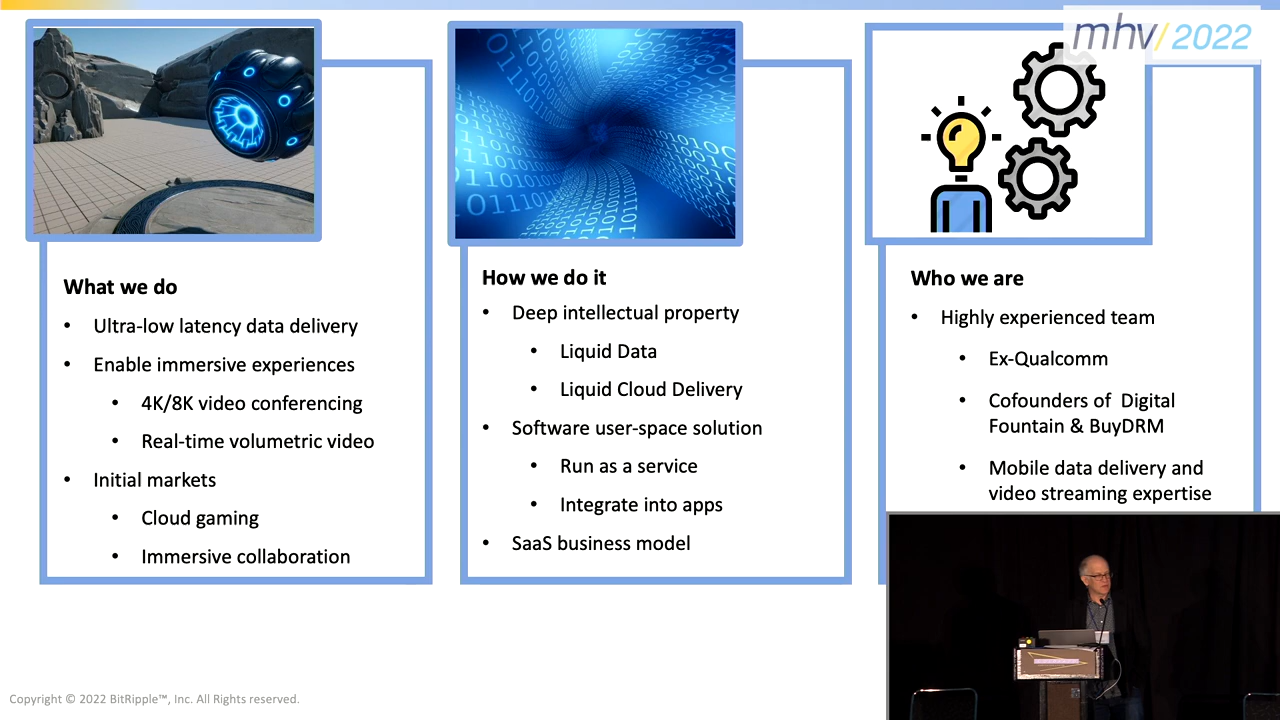 mhv/2022
What we do
• Ultra-low latency data delivery
• Enable immersive experiences
• 4K/8K video conferencing
• Real-time volumetric video
• Initial markets
• Cloud gaming
• Immersive collaboration
How we do it
• Deep intellectual property
• Liquid Data
• Liquid Cloud Delivery
• Software user-space solution
• Run as a service
• Integrate into apps
• SaaS business model
Who we are
• Highly experienced team
• Ex-Qualcomm
• Cofounders of Digital
Fountain & BuyDRM
• Mobile data delivery and
video streaming expertise
Copyright © 2022 BitRipple™, Inc. All Rights reserved.